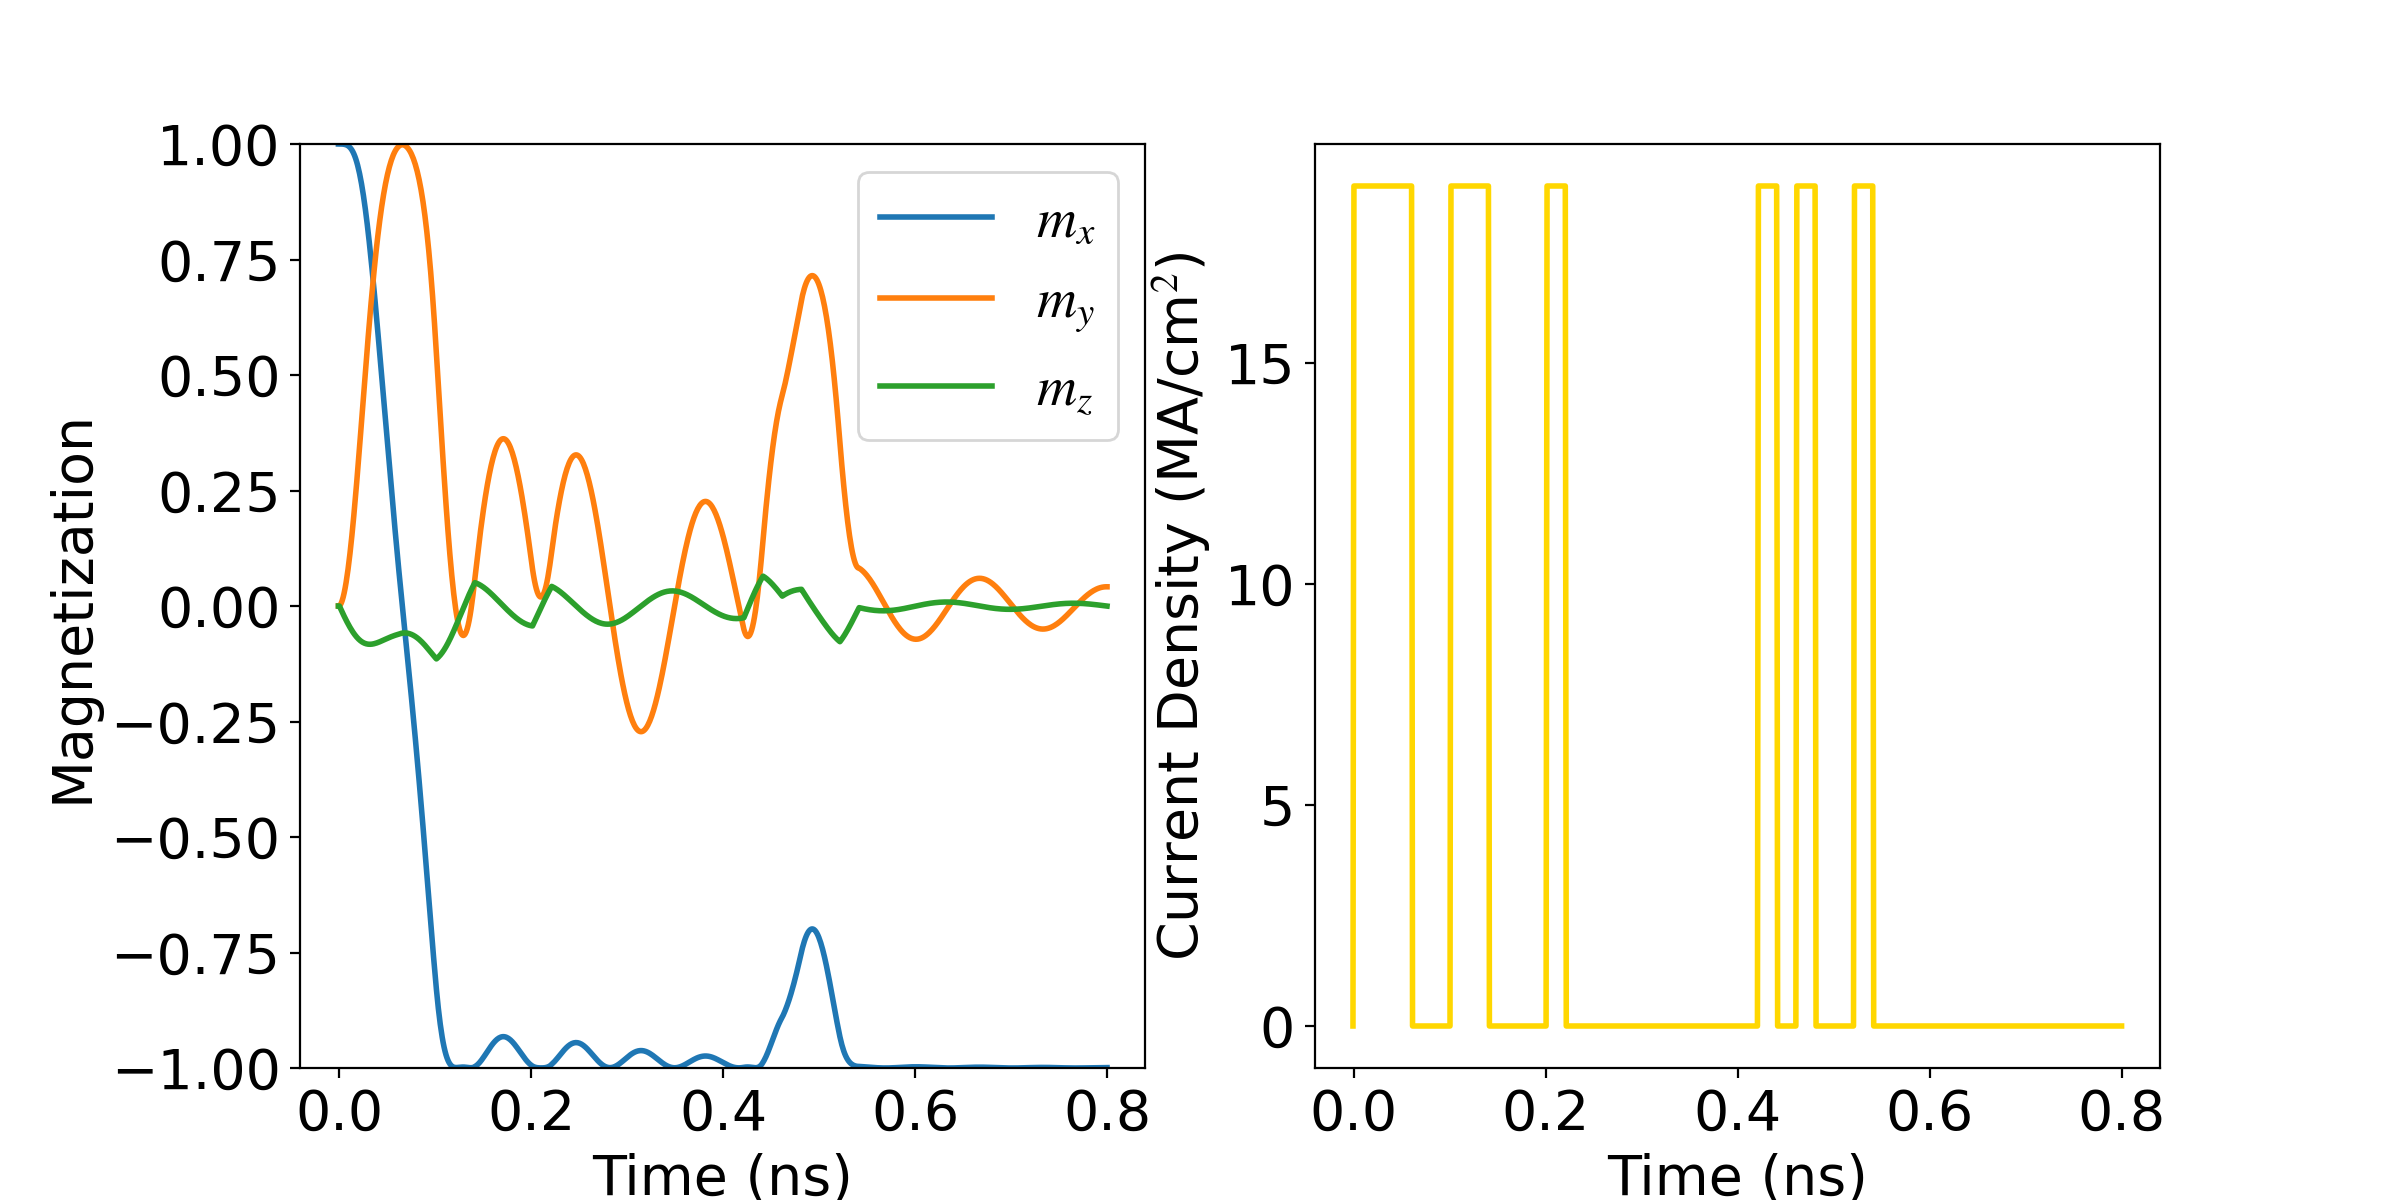 1.00
0.75
0.50
0.25
0.00
−0.25
−0.50
−0.75
−1.00
Magnetization
0.0 0.2 0.4 0.6 0.8
Time (ns)
m_x
m_y
m_z
Current Density (MA/cm²)
15
10
5
0
0.0 0.2 0.4 0.6 0.8
Time (ns)